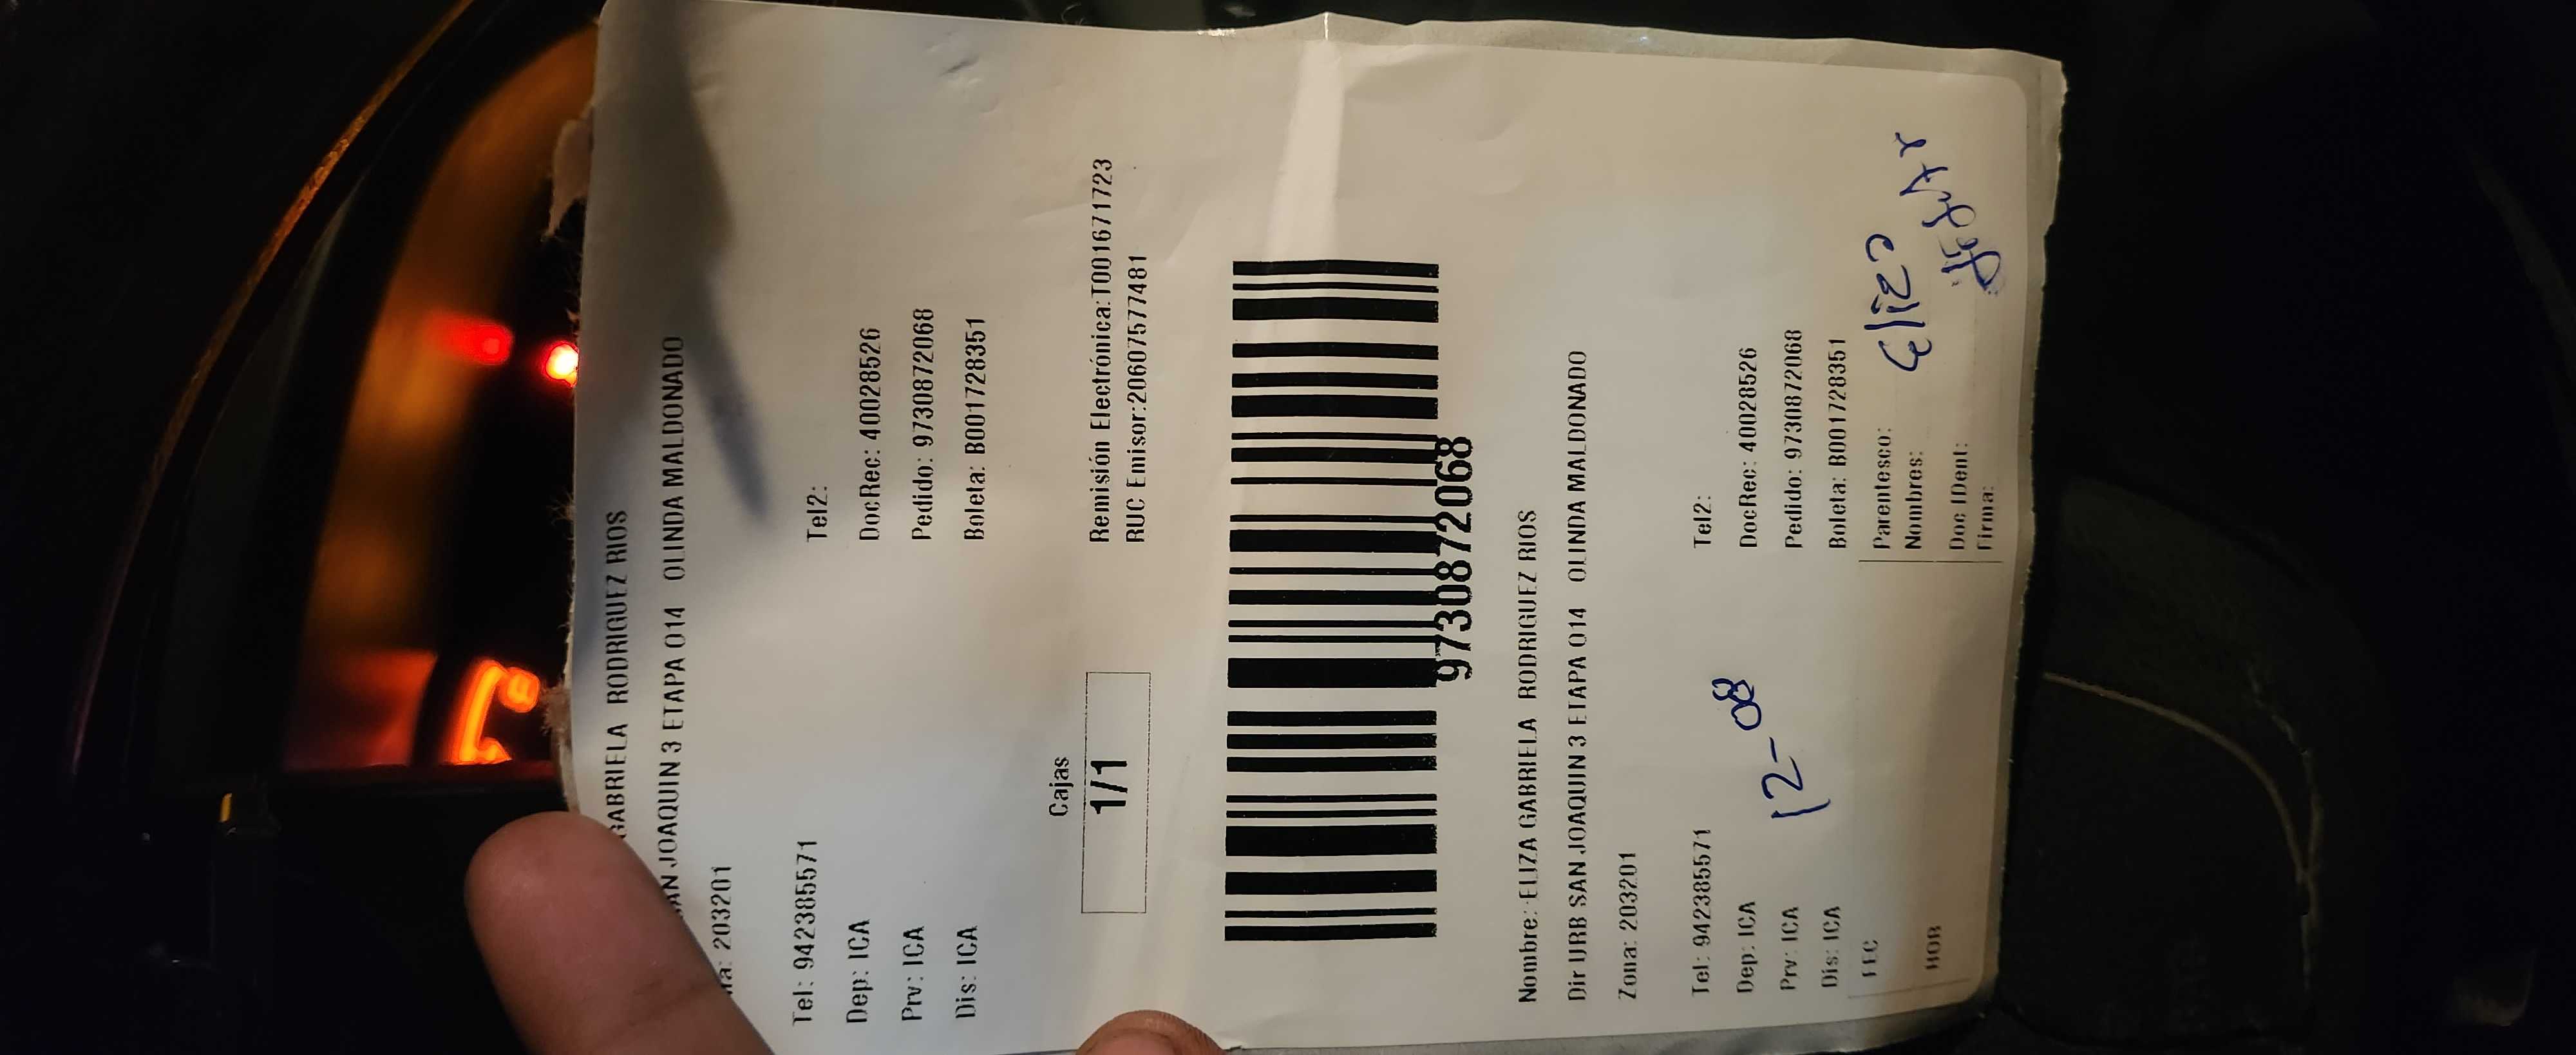 GABRIELA RODRIGUEZ RIOS
SAN JOAQUIN 3 ETAPA O14 OLINDA MALDONADO
na: 203201
Tel: 942385571 Tel2:
Dep: ICA DocRec: 40028526
Prv: ICA Pedido: 9730872068
Dis: ICA Boleta: B001728351
Cajas
1/1
Remisión Electrónica:T001671723
RUC Emisor:20607577481
9730872068
Nombre: ELIZA GABRIELA RODRIGUEZ RIOS
Dir URB SAN JOAQUIN 3 ETAPA O14 OLINDA MALDONADO
Zona: 203201
Tel: 942385571 Tel2:
Dep: ICA 12-08 DocRec: 40028526
Prv: ICA Pedido: 9730872068
Dis: ICA Boleta: B001728351
FEC Parentesco:
Nombres: Eliza
HOR Doc IDent:
Firma: